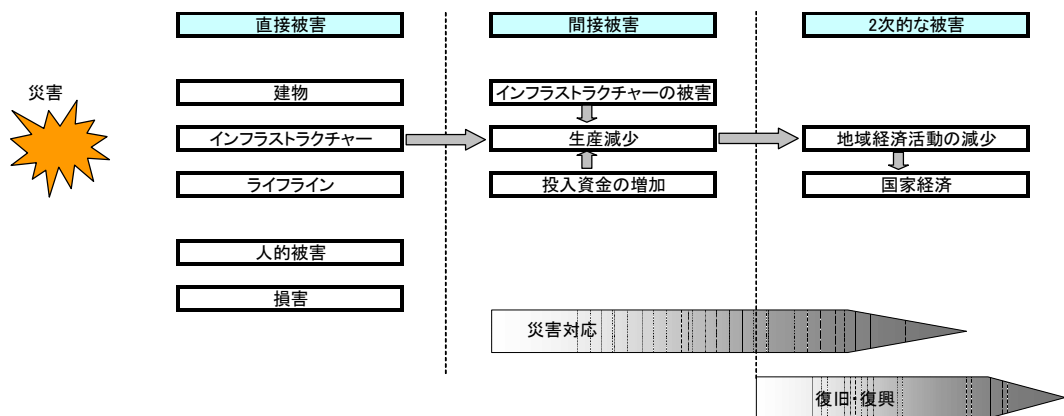 直接被害
間接被害
2次的な被害
災害
建物
インフラストラクチャーの被害
インフラストラクチャー
生産減少
地域経済活動の減少
ライフライン
投入資金の増加
国家経済
人的被害
損害
災害対応
復旧・復興